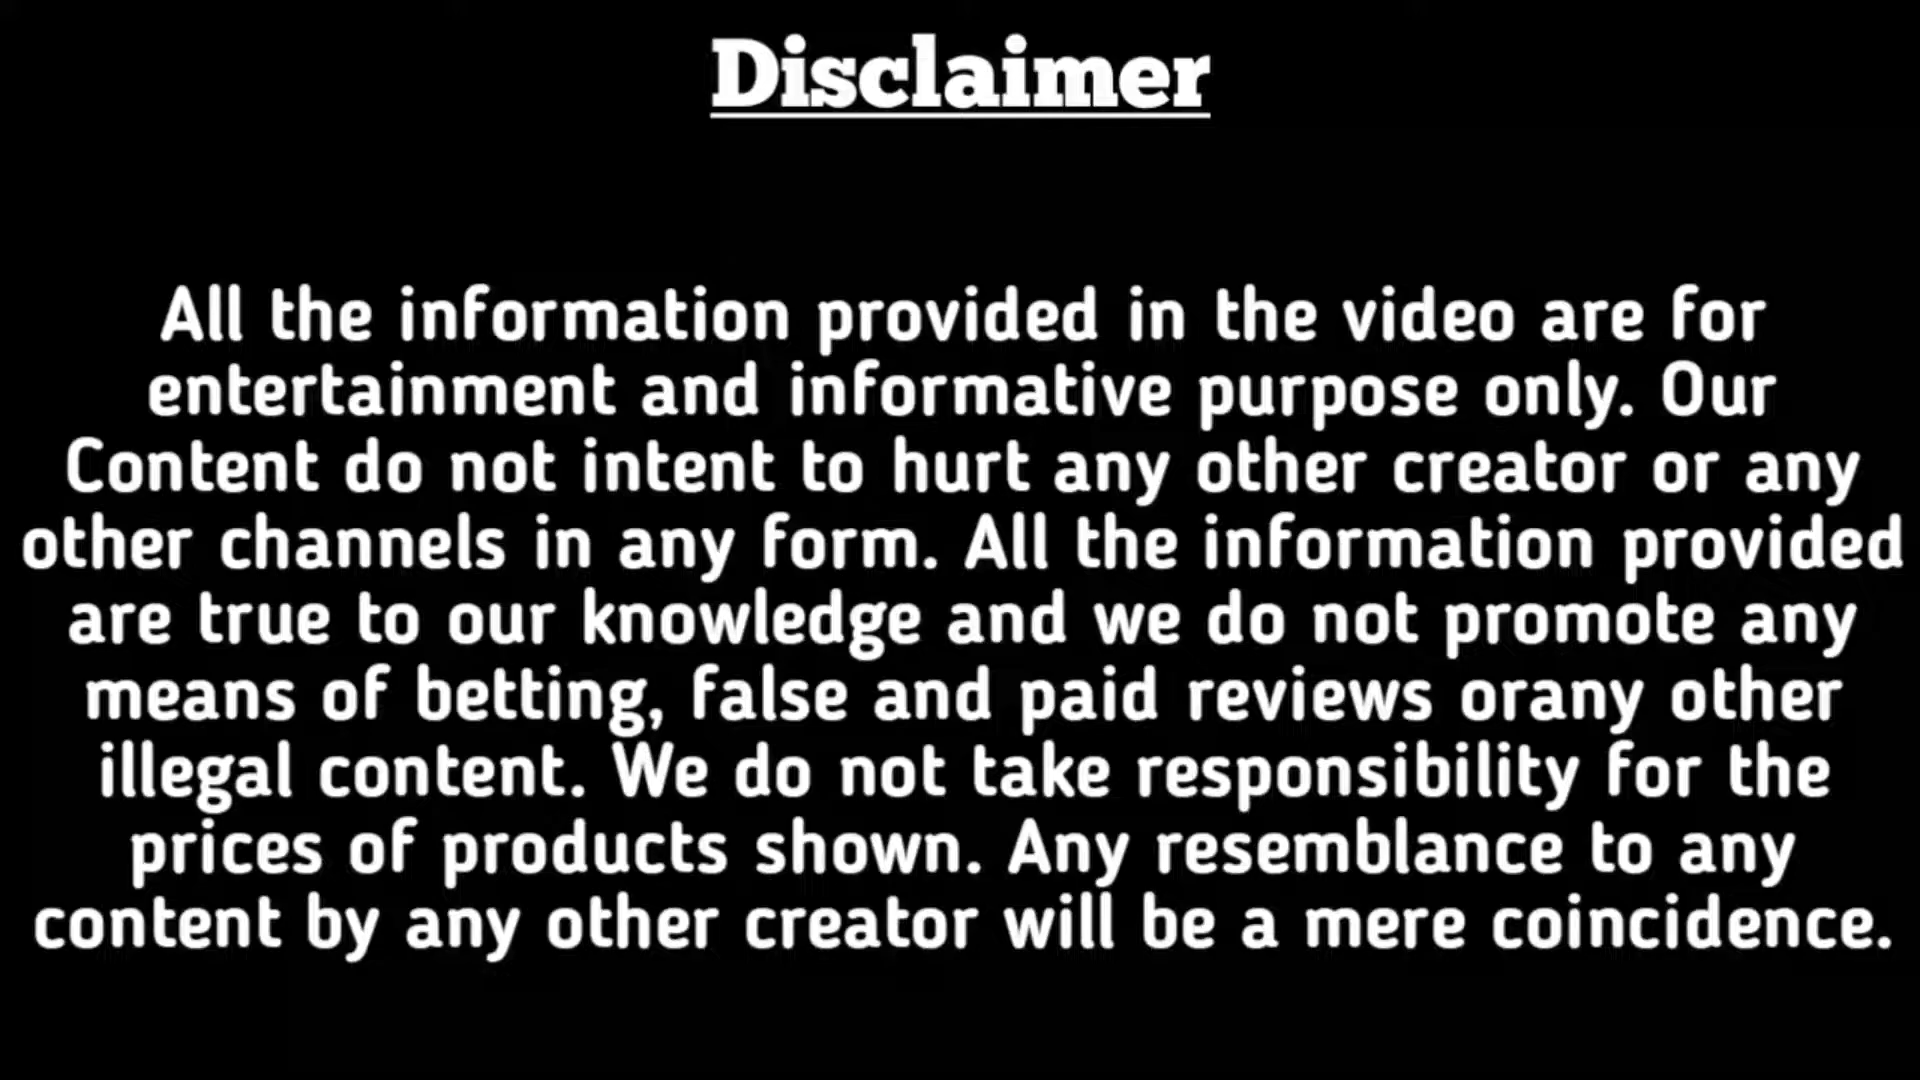 Disclaimer
All the information provided in the video are for
entertainment and informative purpose only. Our
Content do not intent to hurt any other creator or any
other channels in any form. All the information provided
are true to our knowledge and we do not promote any
means of betting, false and paid reviews orany other
illegal content. We do not take responsibility for the
prices of products shown. Any resemblance to any
content by any other creator will be a mere coincidence.